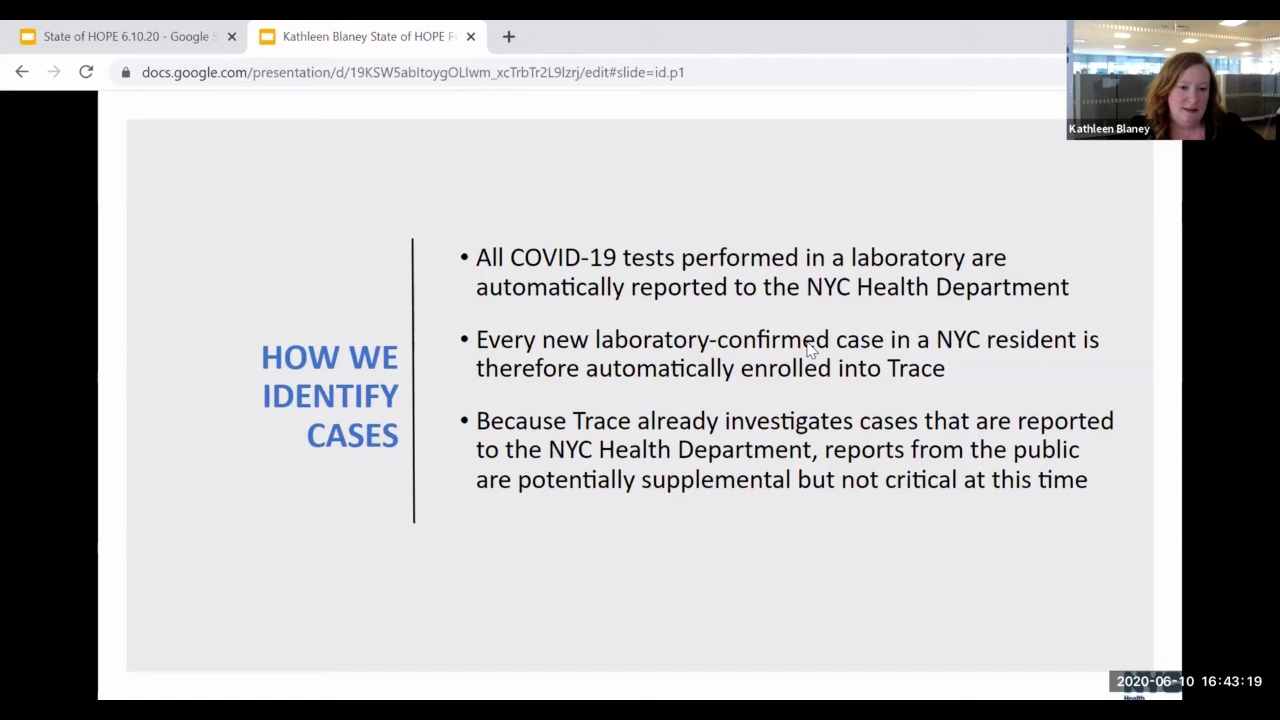 State of HOPE 6.10.20 - Google S
Kathleen Blaney State of HOPE P
docs.google.com/presentation/d/19KSW5abItoygOLlwm_xcTrbTr2L9Izrj/edit#slide=id.p1
Kathleen Blaney
HOW WE
IDENTIFY
CASES
• All COVID-19 tests performed in a laboratory are
automatically reported to the NYC Health Department
• Every new laboratory-confirmed case in a NYC resident is
therefore automatically enrolled into Trace
• Because Trace already investigates cases that are reported
to the NYC Health Department, reports from the public
are potentially supplemental but not critical at this time
2020-06-10 16:43:19
Health